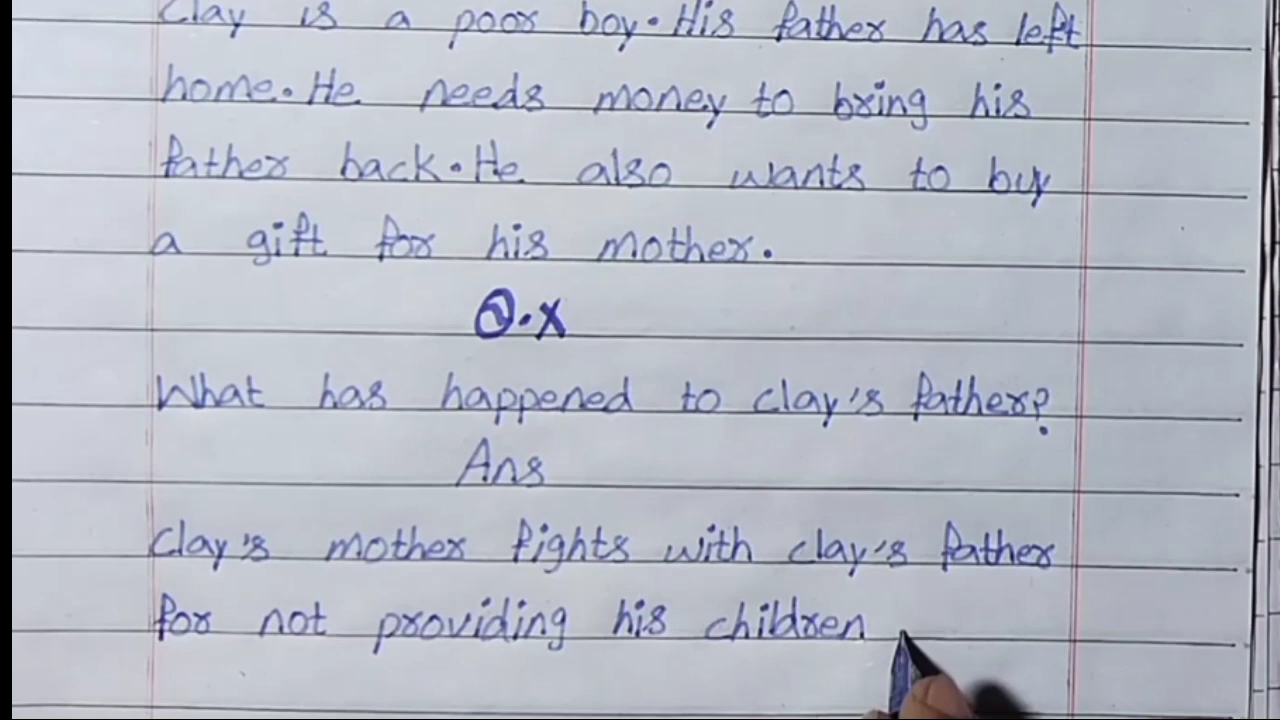 Clay is a poor boy. His father has left
home. He needs money to bring his
father back. He also wants to buy
a gift for his mother.
Q.X
What has happened to clay's father?
Ans
Clay's mother fights with clay's father
for not providing his children